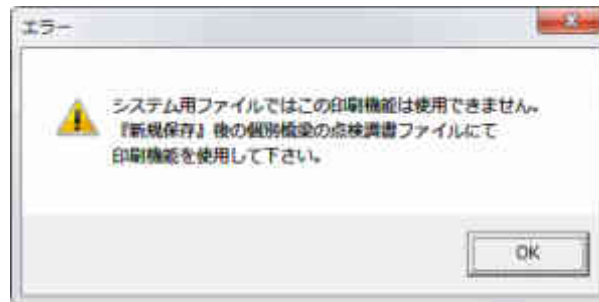 エラー
システム用ファイルではこの印刷機能は使用できません。
『新規保存』後の個別橋梁の点検調書ファイルにて
印刷機能を使用して下さい。
OK